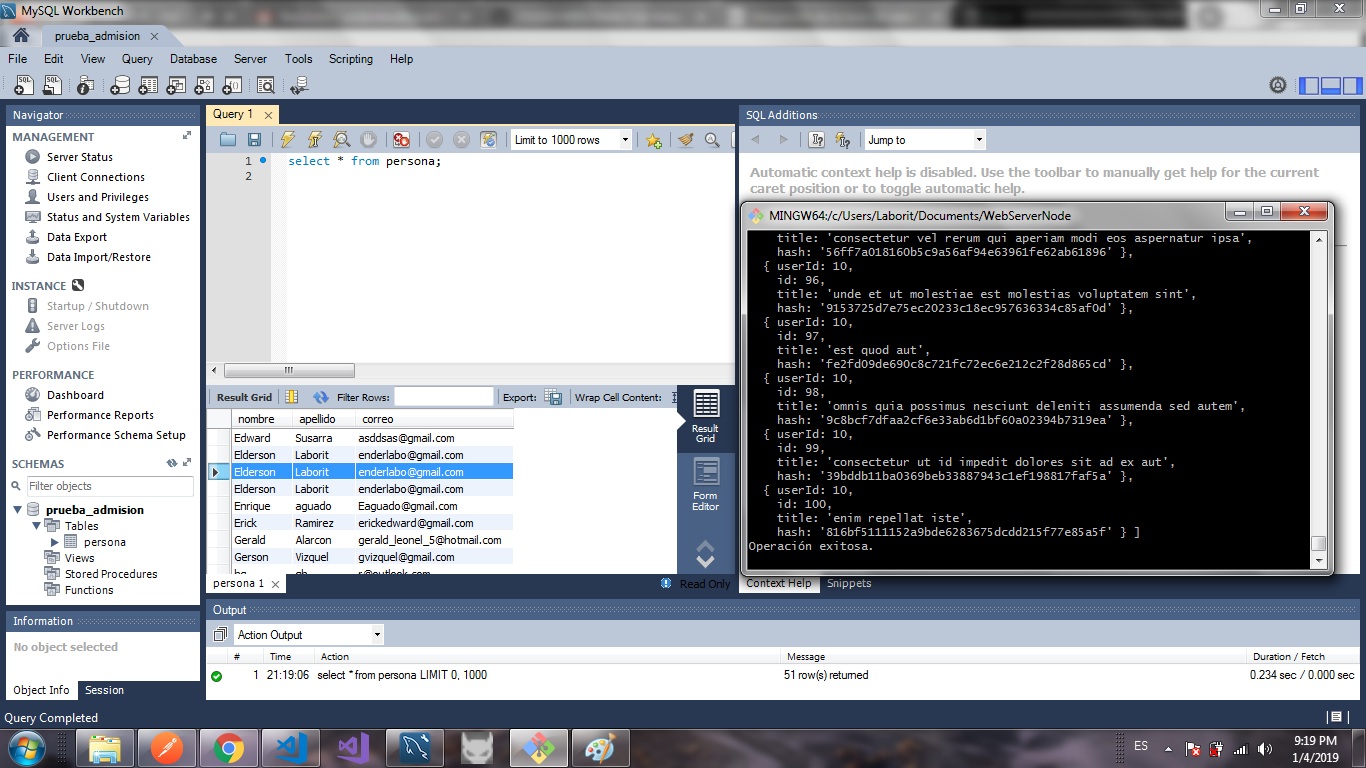 MySQL Workbench
prueba_admision
File Edit View Query Database Server Tools Scripting Help
Navigator
MANAGEMENT
Server Status
Client Connections
Users and Privileges
Status and System Variables
Data Export
Data Import/Restore
INSTANCE
Startup / Shutdown
Server Logs
Options File
PERFORMANCE
Dashboard
Performance Reports
Performance Schema Setup
SCHEMAS
Filter objects
prueba_admision
Tables
persona
Views
Stored Procedures
Functions
Information
No object selected
Object Info Session
Query Completed
Query 1
Limit to 1000 rows
1 select * from persona;
2
Result Grid Filter Rows: Export: Wrap Cell Content:
nombre apellido correo
Edward Susarra asddsas@gmail.com
Elderson Laborit enderlabo@gmail.com
Elderson Laborit enderlabo@gmail.com
Elderson Laborit enderlabo@gmail.com
Enrique aguado Eaguado@gmail.com
Erick Ramirez erickedward@gmail.com
Gerald Alarcon gerald_leonel_5@hotmail.com
Gerson Vizquel gvizquel@gmail.com
Result Grid
Form Editor
persona 1
Read Only
SQL Additions
Jump to
Automatic context help is disabled. Use the toolbar to manually get help for the current
caret position or to toggle automatic help.
MINGW64:/c/Users/Laborit/Documents/WebServerNode
title: 'consectetur vel rerum qui aperiam modi eos aspernatur ipsa',
hash: '56ff7a018160b5c9a56af94e63961fe62ab61896' },
{ userId: 10,
id: 96,
title: 'unde et ut molestiae est molestias voluptatem sint',
hash: '9153725d7e75ec20233c18ec957636334c85af0d' },
{ userId: 10,
id: 97,
title: 'est quod aut',
hash: 'fe2fd09de690c8c721fc72ec6e212c2f28d865cd' },
{ userId: 10,
id: 98,
title: 'omnis quia possimus nesciunt deleniti assumenda sed autem',
hash: '9c8bcf7dfaa2cf6e33ab6d1bf60a02394b7319ea' },
{ userId: 10,
id: 99,
title: 'consectetur ut id impedit dolores sit ad ex aut',
hash: '39bddb11ba0369beb33887943c1ef198817faf5a' },
{ userId: 10,
id: 100,
title: 'enim repellat iste',
hash: '816bf5111152a9bde6283675dcdd215f77e85a5f' } ]
Operación exitosa.
Context Help Snippets
Output
Action Output
# Time Action Message Duration / Fetch
1 21:19:06 select * from persona LIMIT 0, 1000 51 row(s) returned 0.234 sec / 0.000 sec
ES
9:19 PM
1/4/2019